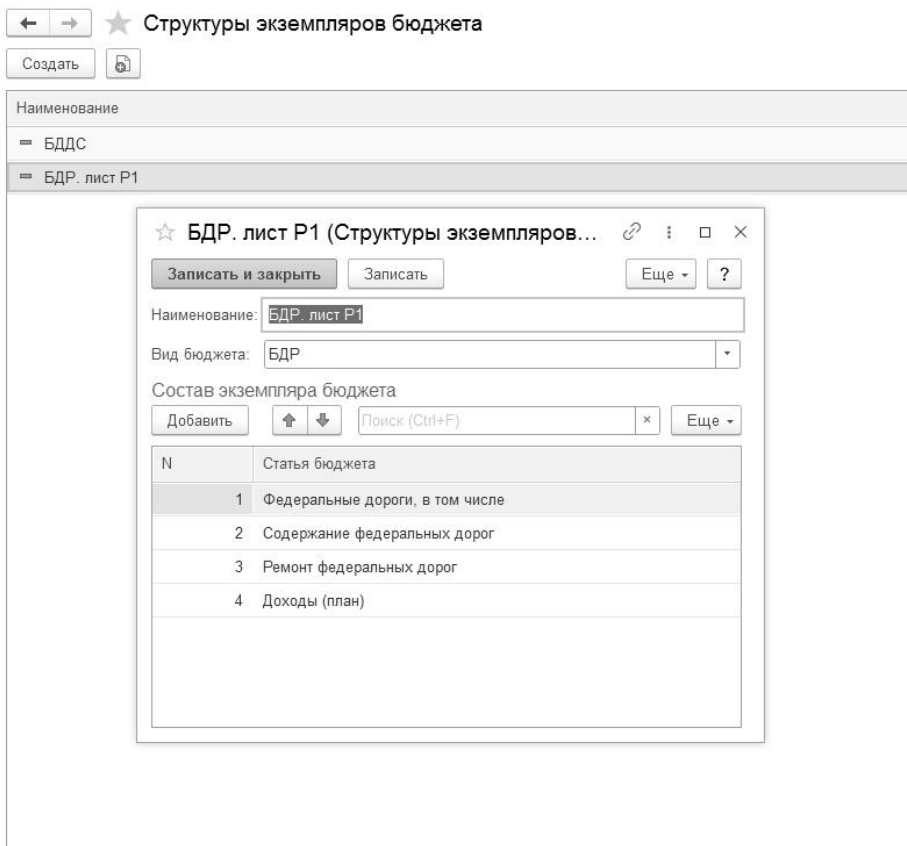 Структуры экземпляров бюджета
Создать
Наименование
БДДС
БДР. лист Р1
БДР. лист Р1 (Структуры экземпляров...
Записать и закрыть Записать Еще ?
Наименование: БДР. лист Р1
Вид бюджета: БДР
Состав экземпляра бюджета
Добавить Поиск (Ctrl+F) × Еще
N Статья бюджета
1 Федеральные дороги, в том числе
2 Содержание федеральных дорог
3 Ремонт федеральных дорог
4 Доходы (план)